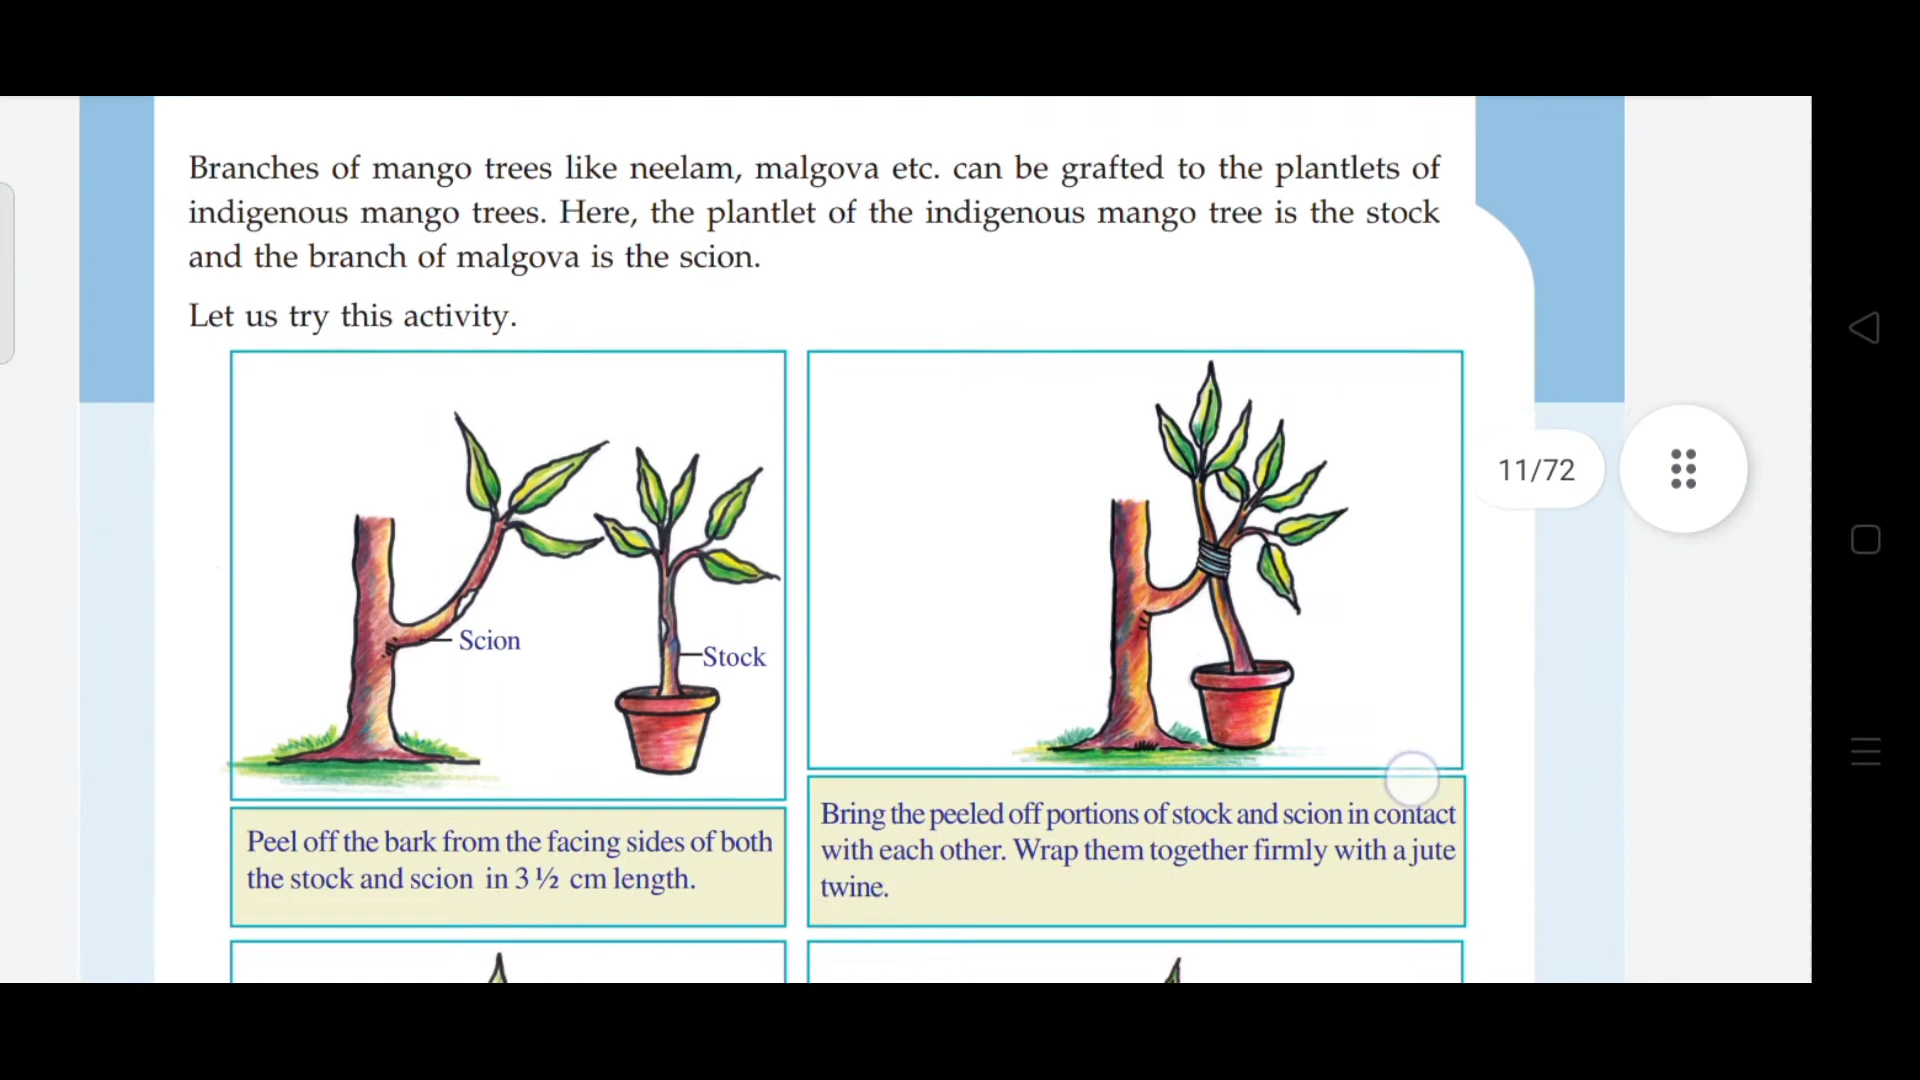 Branches of mango trees like neelam, malgova etc. can be grafted to the plantlets of
indigenous mango trees. Here, the plantlet of the indigenous mango tree is the stock
and the branch of malgova is the scion.
Let us try this activity.
Scion
Stock
11/72
Peel off the bark from the facing sides of both
the stock and scion in 3 ½ cm length.
Bring the peeled off portions of stock and scion in contact
with each other. Wrap them together firmly with a jute
twine.